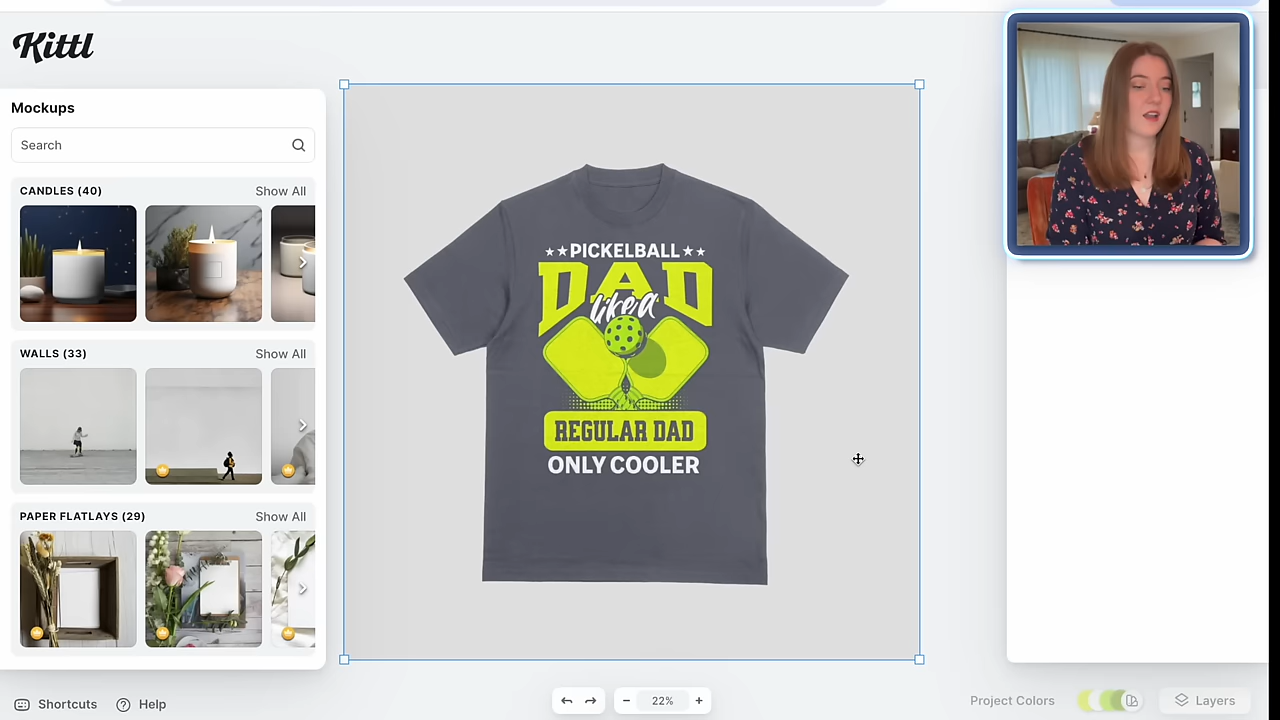 Kittl
Mockups
Search
CANDLES (40) Show All
WALLS (33) Show All
PAPER FLATLAYS (29) Show All
★★PICKELBALL★★
DAD
like a
REGULAR DAD
ONLY COOLER
Shortcuts Help
− 22% +
Project Colors
Layers